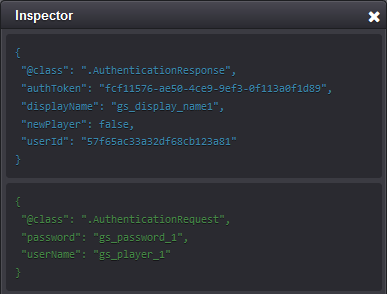 Inspector
{
"@class": ".AuthenticationResponse",
"authToken": "fcf11576-ae50-4ce9-9ef3-0f113a0f1d89",
"displayName": "gs_display_name1",
"newPlayer": false,
"userId": "57f65ac33a32df68cb123a81"
}
{
"@class": ".AuthenticationRequest",
"password": "gs_password_1",
"userName": "gs_player_1"
}